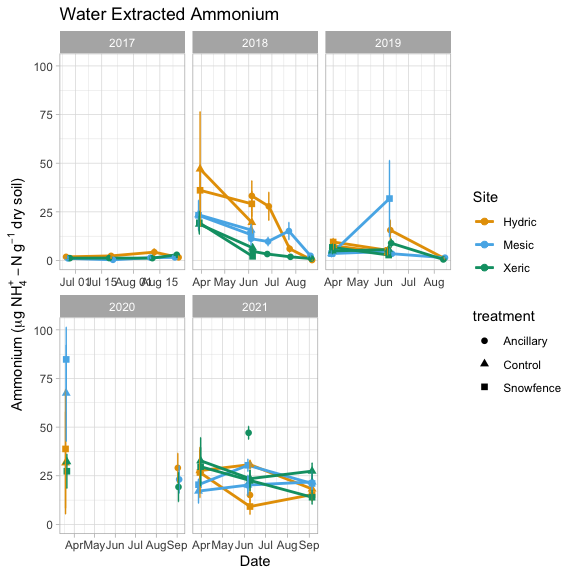 Water Extracted Ammonium
2017 2018 2019
100
75
50
25
0
Jul 01 Jul 15 Aug 01 Aug 15 Apr May Jun Jul Aug Apr May Jun Jul Aug
2020 2021
100
75
50
25
0
Apr May Jun Jul Aug Sep Apr May Jun Jul Aug Sep
Date
Ammonium (μg NH₄⁺ − N g⁻¹ dry soil)
Site
Hydric
Mesic
Xeric
treatment
Ancillary
Control
Snowfence